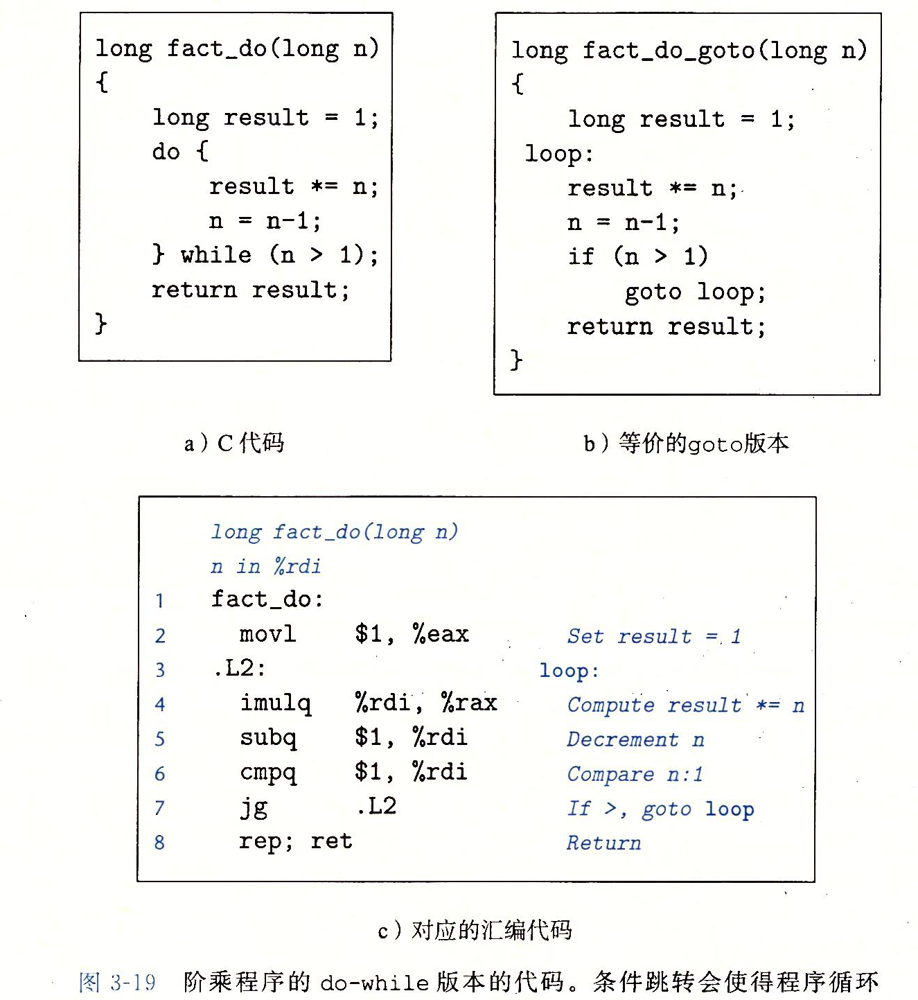 long fact_do(long n)
{
    long result = 1;
    do {
        result *= n;
        n = n-1;
    } while (n > 1);
    return result;
}
a）C 代码
long fact_do_goto(long n)
{
    long result = 1;
 loop:
    result *= n;
    n = n-1;
    if (n > 1)
        goto loop;
    return result;
}
b）等价的goto版本
long fact_do(long n)
n in %rdi
1 fact_do:
2 movl $1, %eax Set result = 1
3 .L2: loop:
4 imulq %rdi, %rax Compute result *= n
5 subq $1, %rdi Decrement n
6 cmpq $1, %rdi Compare n:1
7 jg .L2 If >, goto loop
8 rep; ret Return
c）对应的汇编代码
图 3-19 阶乘程序的 do-while 版本的代码。条件跳转会使得程序循环